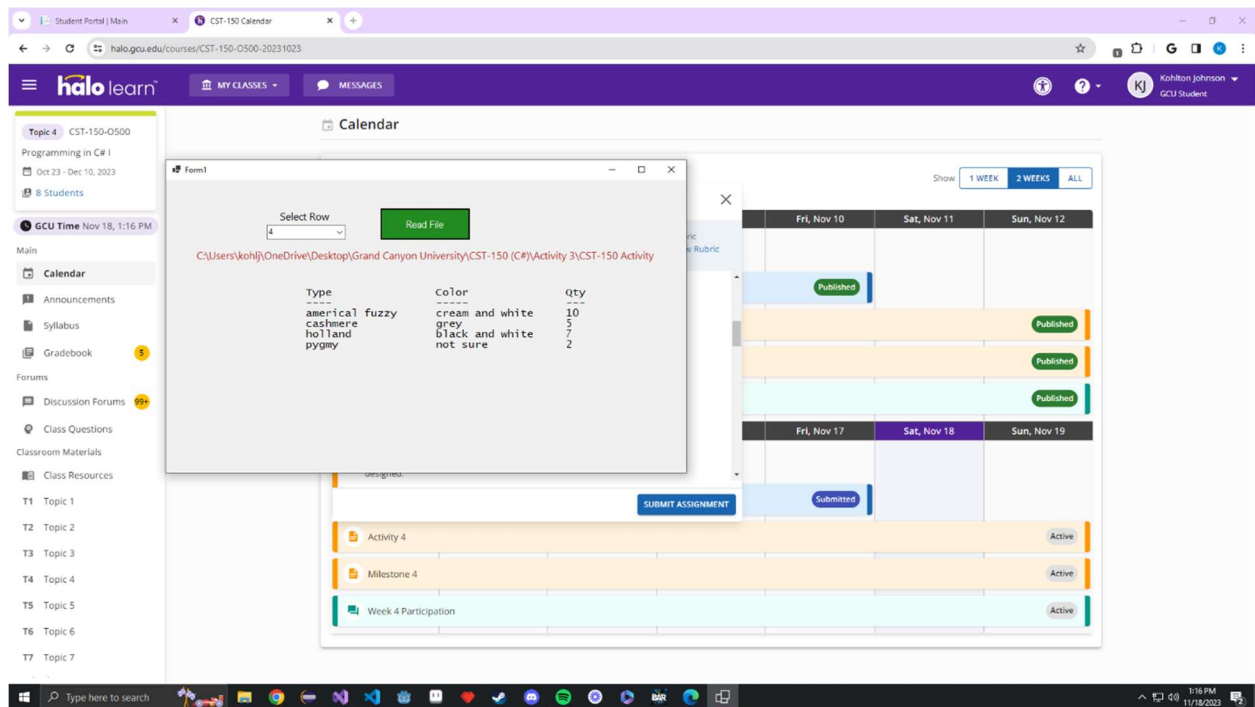 Student Portal | Main
CST-150 Calendar
halo.gcu.edu/courses/CST-150-O500-20231023
G
K
halo learn
MY CLASSES
MESSAGES
?
KJ
Kohlton Johnson
GCU Student
Topic 4 CST-150-O500
Programming in C# I
Oct 23 - Dec 10, 2023
8 Students
GCU Time Nov 18, 1:16 PM
Main
Calendar
Announcements
Syllabus
Gradebook 5
Forums
Discussion Forums 99+
Class Questions
Classroom Materials
Class Resources
T1 Topic 1
T2 Topic 2
T3 Topic 3
T4 Topic 4
T5 Topic 5
T6 Topic 6
T7 Topic 7
Calendar
Show 1 WEEK 2 WEEKS ALL
Form1
Select Row
4
Read File
C:\Users\kohlj\OneDrive\Desktop\Grand Canyon University\CST-150 (C#)\Activity 3\CST-150 Activity
Type Color Qty
---- ----- ---
americal fuzzy cream and white 10
cashmere grey 5
holland black and white 7
pygmy not sure 2
Rubric
Fri, Nov 10 Sat, Nov 11 Sun, Nov 12
Published
Published
Published
Published
Fri, Nov 17 Sat, Nov 18 Sun, Nov 19
designed.
SUBMIT ASSIGNMENT
Submitted
Activity 4 Active
Milestone 4 Active
Week 4 Participation Active
Type here to search
BAR
1:16 PM
11/18/2023